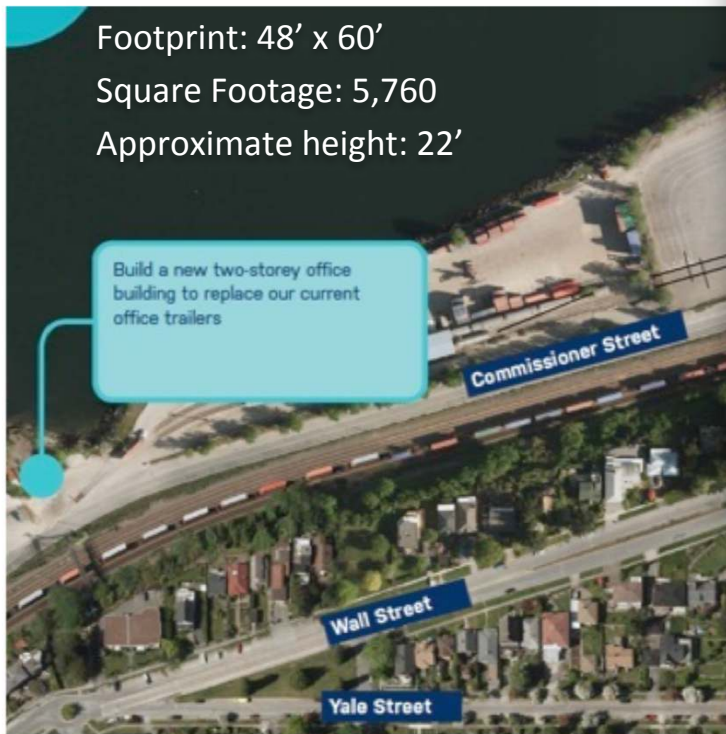 Footprint: 48’ x 60’
Square Footage: 5,760
Approximate height: 22’
Build a new two-storey office
building to replace our current
office trailers
Commissioner Street
Wall Street
Yale Street